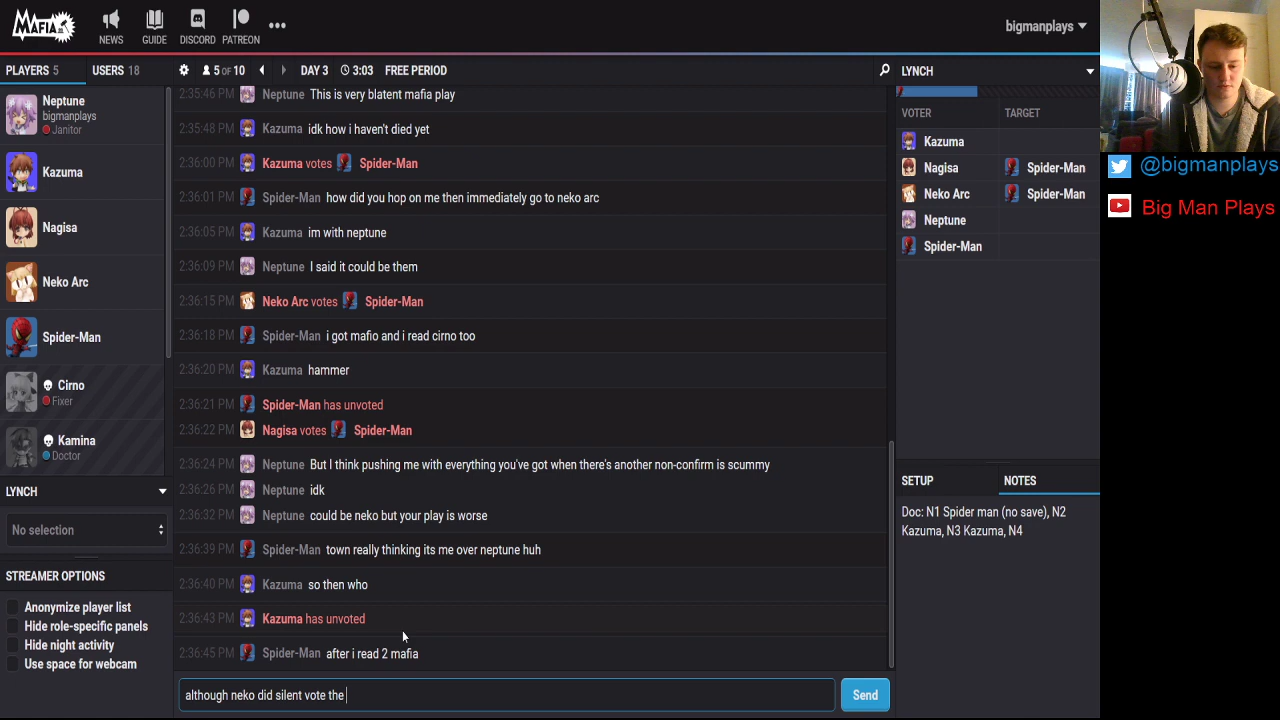 MAFIA
NEWS
GUIDE
DISCORD
PATREON
bigmanplays
PLAYERS 5
USERS 18
5 OF 10
DAY 3
3:03
FREE PERIOD
Neptune
bigmanplays
Janitor
Kazuma
Nagisa
Neko Arc
Spider-Man
Cirno
Fixer
Kamina
Doctor
LYNCH
No selection
STREAMER OPTIONS
Anonymize player list
Hide role-specific panels
Hide night activity
Use space for webcam
2:35:46 PM Neptune This is very blatent mafia play
2:35:48 PM Kazuma idk how i haven't died yet
2:36:00 PM Kazuma votes Spider-Man
2:36:01 PM Spider-Man how did you hop on me then immediately go to neko arc
2:36:05 PM Kazuma im with neptune
2:36:09 PM Neptune I said it could be them
2:36:15 PM Neko Arc votes Spider-Man
2:36:18 PM Spider-Man i got mafio and i read cirno too
2:36:20 PM Kazuma hammer
2:36:21 PM Spider-Man has unvoted
2:36:22 PM Nagisa votes Spider-Man
2:36:24 PM Neptune But I think pushing me with everything you've got when there's another non-confirm is scummy
2:36:26 PM Neptune idk
2:36:32 PM Neptune could be neko but your play is worse
2:36:39 PM Spider-Man town really thinking its me over neptune huh
2:36:40 PM Kazuma so then who
2:36:43 PM Kazuma has unvoted
2:36:45 PM Spider-Man after i read 2 mafia
although neko did silent vote the
Send
LYNCH
VOTER TARGET
Kazuma
Nagisa Spider-Man
Neko Arc Spider-Man
Neptune
Spider-Man
SETUP NOTES
Doc: N1 Spider man (no save), N2
Kazuma, N3 Kazuma, N4
@bigmanplays
Big Man Plays